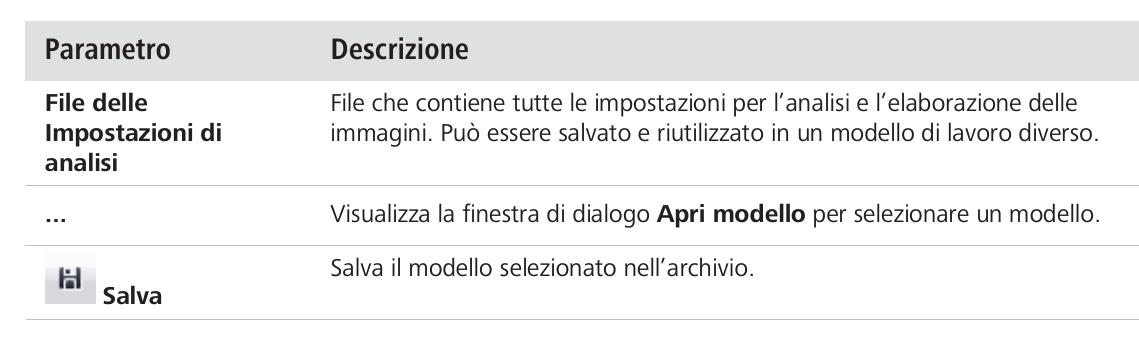 Parametro Descrizione
File delle File che contiene tutte le impostazioni per l’analisi e l’elaborazione delle
Impostazioni di immagini. Può essere salvato e riutilizzato in un modello di lavoro diverso.
analisi
... Visualizza la finestra di dialogo Apri modello per selezionare un modello.
Salva il modello selezionato nell’archivio.
Salva